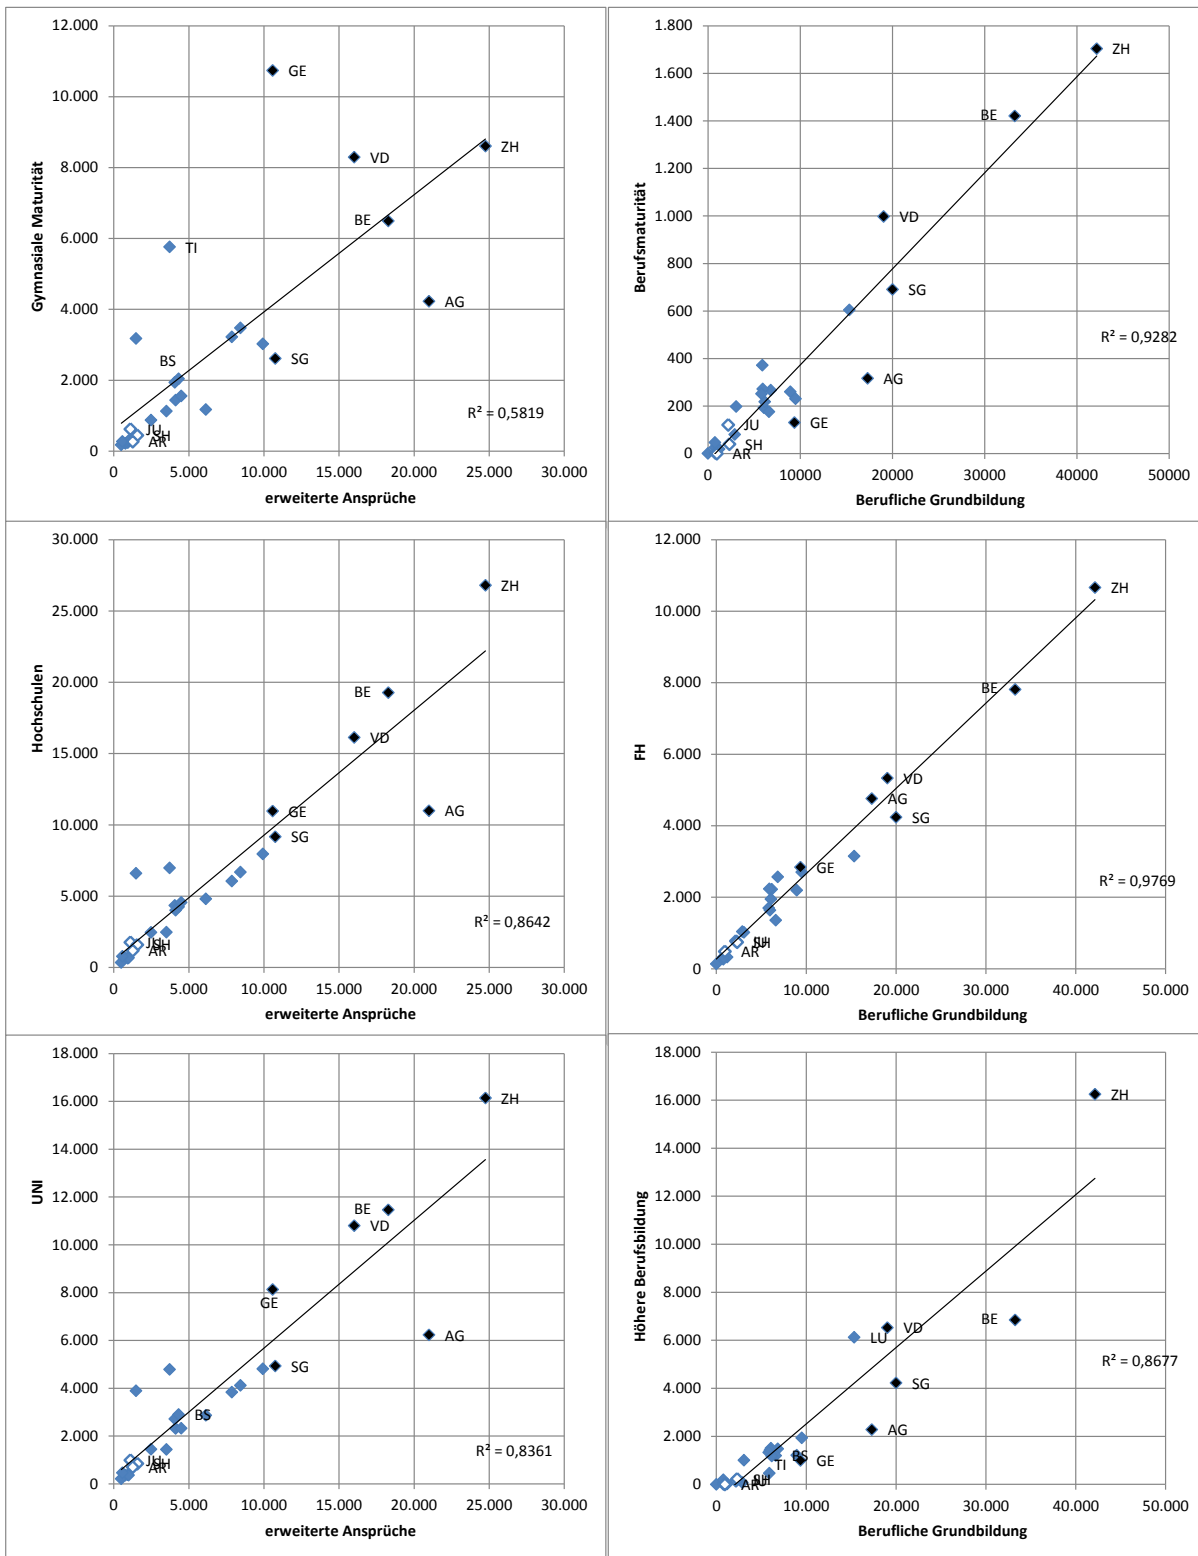 12.000
10.000
8.000
6.000
4.000
2.000
0
Gymnasiale Maturität
GE
VD
ZH
BE
TI
AG
SG
BS
JU
SH
AR
R² = 0,5819
0 5.000 10.000 15.000 20.000 25.000 30.000
erweiterte Ansprüche
1.800
1.600
1.400
1.200
1.000
800
600
400
200
0
Berufsmaturität
ZH
BE
VD
SG
R² = 0,9282
AG
GE
JU
SH
AR
0 10000 20000 30000 40000 50000
Berufliche Grundbildung
30.000
25.000
20.000
15.000
10.000
5.000
0
Hochschulen
ZH
BE
VD
GE
AG
SG
R² = 0,8642
JU
SH
AR
0 5.000 10.000 15.000 20.000 25.000 30.000
erweiterte Ansprüche
12.000
10.000
8.000
6.000
4.000
2.000
0
FH
ZH
BE
VD
AG
SG
GE
R² = 0,9769
JU
SH
AR
0 10.000 20.000 30.000 40.000 50.000
Berufliche Grundbildung
18.000
16.000
14.000
12.000
10.000
8.000
6.000
4.000
2.000
0
UNI
ZH
BE
VD
GE
AG
SG
BS
R² = 0,8361
JU
SH
AR
0 5.000 10.000 15.000 20.000 25.000 30.000
erweiterte Ansprüche
18.000
16.000
14.000
12.000
10.000
8.000
6.000
4.000
2.000
0
Höhere Berufsbildung
ZH
BE
VD
LU
R² = 0,8677
SG
AG
BS
GE
TI
JU
SH
AR
0 10.000 20.000 30.000 40.000 50.000
Berufliche Grundbildung